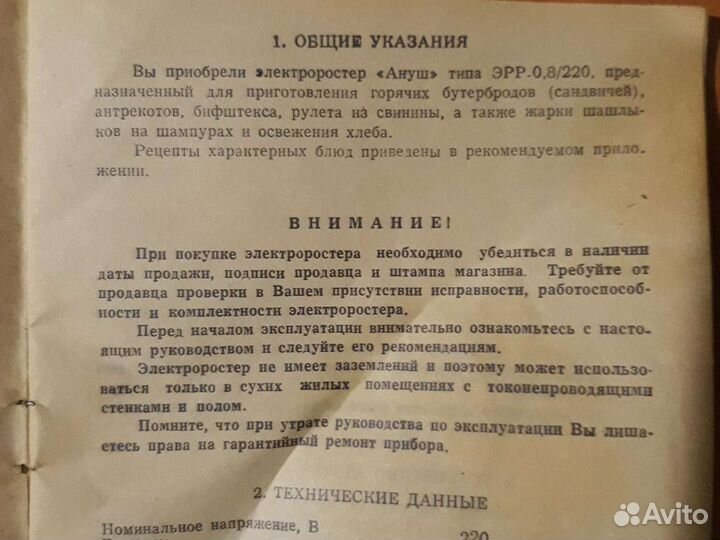 1. ОБЩИЕ УКАЗАНИЯ
Вы приобрели электроростер «Ануш» типа ЭРР-0,8/220, пред-
назначенный для приготовления горячих бутербродов (сандвичей),
антрекотов, бифштекса, рулета из свинины, а также жарки шашлы-
ков на шампурах и освежения хлеба.
Рецепты характерных блюд приведены в рекомендуемом прило-
жении.
ВНИМАНИЕ!
При покупке электроростера необходимо убедиться в наличии
даты продажи, подписи продавца и штампа магазина. Требуйте от
продавца проверки в Вашем присутствии исправности, работоспособ-
ности и комплектности электроростера.
Перед началом эксплуатации внимательно ознакомьтесь с насто-
ящим руководством и следуйте его рекомендациям.
Электроростер не имеет заземлений и поэтому может использо-
ваться только в сухих жилых помещениях с токонепроводящими
стенками и полом.
Помните, что при утрате руководства по эксплуатации Вы лиша-
етесь права на гарантийный ремонт прибора.
2. ТЕХНИЧЕСКИЕ ДАННЫЕ
Номинальное напряжение, В 220
Avito